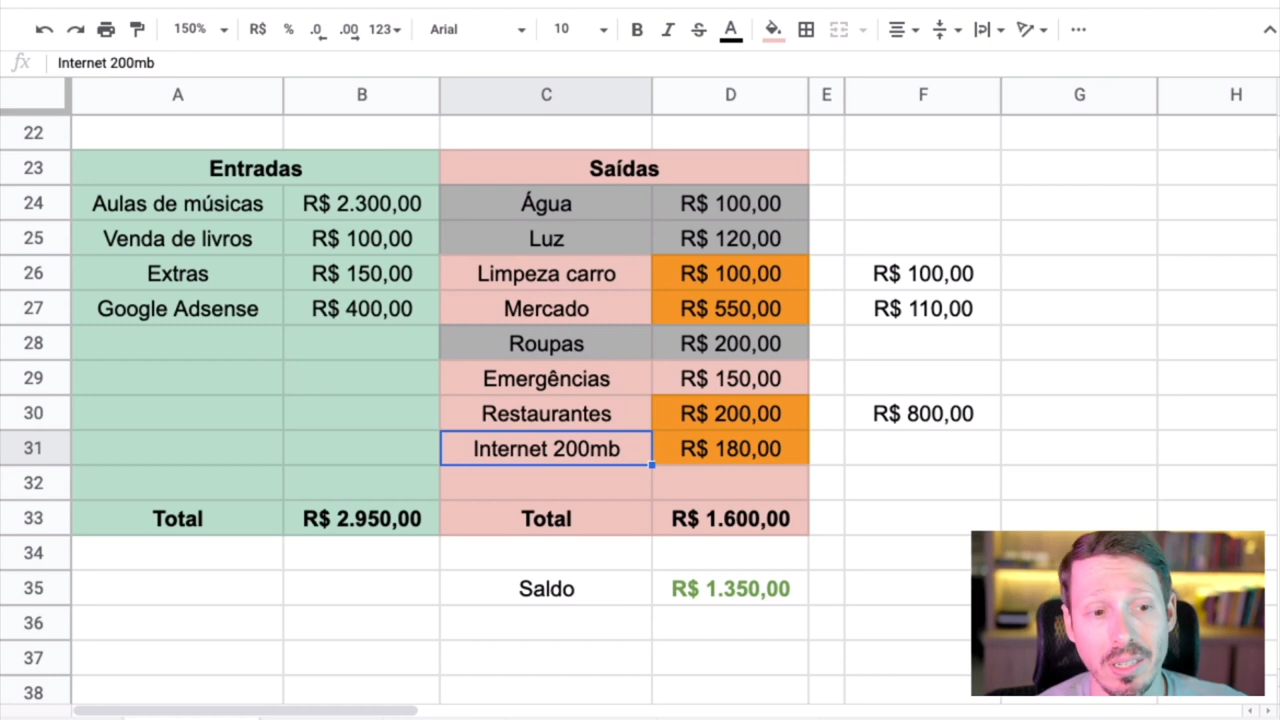 150% R$ % .0 .00 123 Arial 10 B I S A
fx Internet 200mb
A B C D E F G H
22
23 Entradas Saídas
24 Aulas de músicas R$ 2.300,00 Água R$ 100,00
25 Venda de livros R$ 100,00 Luz R$ 120,00
26 Extras R$ 150,00 Limpeza carro R$ 100,00 R$ 100,00
27 Google Adsense R$ 400,00 Mercado R$ 550,00 R$ 110,00
28 Roupas R$ 200,00
29 Emergências R$ 150,00
30 Restaurantes R$ 200,00 R$ 800,00
31 Internet 200mb R$ 180,00
32
33 Total R$ 2.950,00 Total R$ 1.600,00
34
35 Saldo R$ 1.350,00
36
37
38